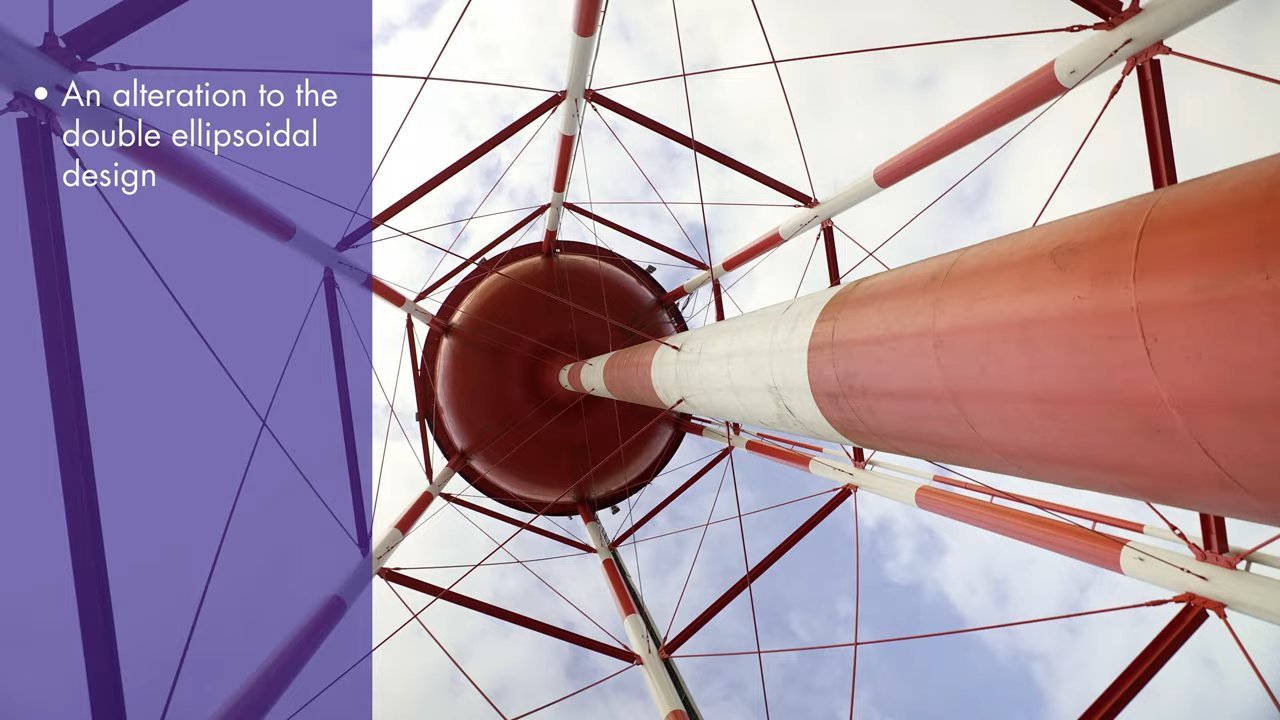 • An alteration to the
double ellipsoidal
design